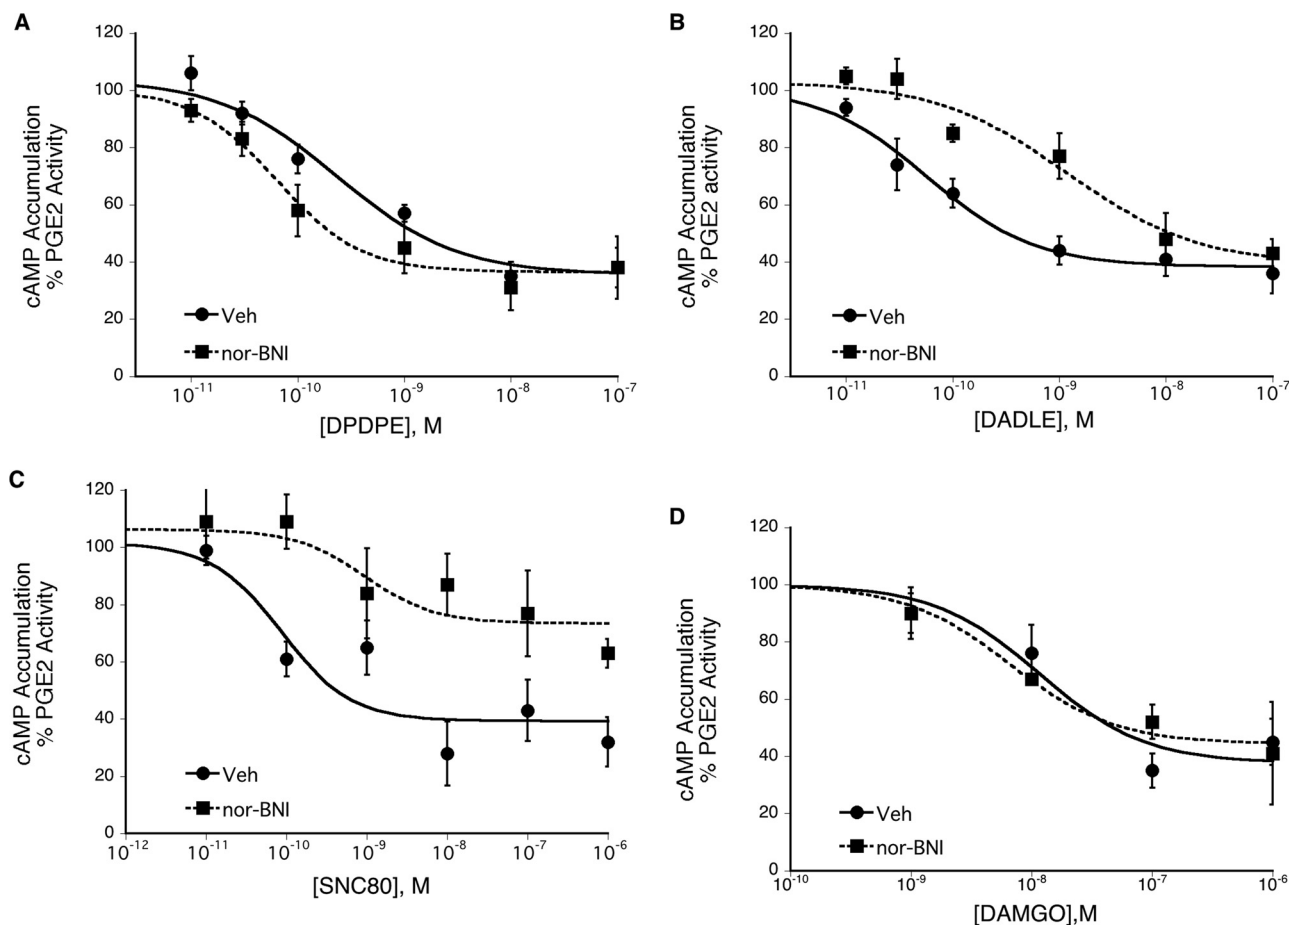 A
cAMP Accumulation
% PGE2 Activity
120
100
80
60
40
20
0
Veh
nor-BNI
10-11
10-10
10-9
10-8
10-7
[DPDPE], M
B
cAMP Accumulation
% PGE2 activity
120
100
80
60
40
20
0
Veh
nor-BNI
10-11
10-10
10-9
10-8
10-7
[DADLE], M
C
cAMP Accumulation
% PGE2 Activity
120
100
80
60
40
20
0
Veh
nor-BNI
10-12
10-11
10-10
10-9
10-8
10-7
10-6
[SNC80], M
D
cAMP Accumulation
% PGE2 Activity
120
100
80
60
40
20
0
Veh
nor-BNI
10-10
10-9
10-8
10-7
10-6
[DAMGO],M